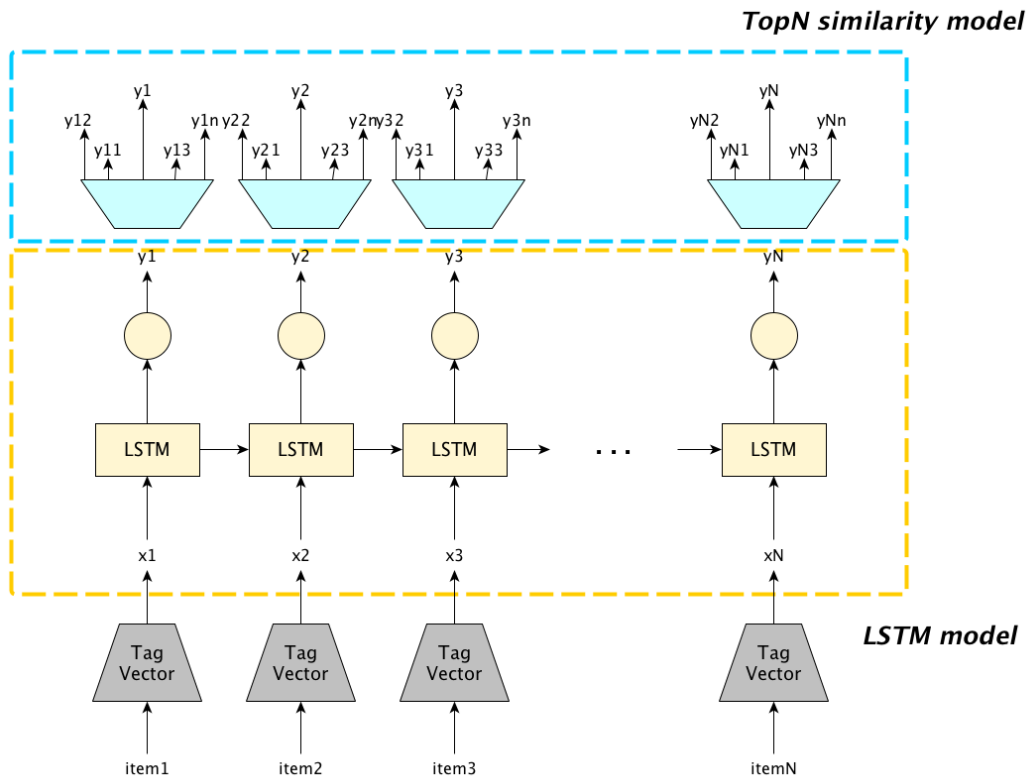 TopN similarity model
y1 y2 y3 yN
y12 y1n y22 y2n y32 y3n yN2 yNn
y11 y13 y21 y23 y31 y33 yN1 yN3
y1 y2 y3 yN
LSTM LSTM LSTM ... LSTM
x1 x2 x3 xN
LSTM model
Tag Tag Tag Tag
Vector Vector Vector Vector
item1 item2 item3 itemN